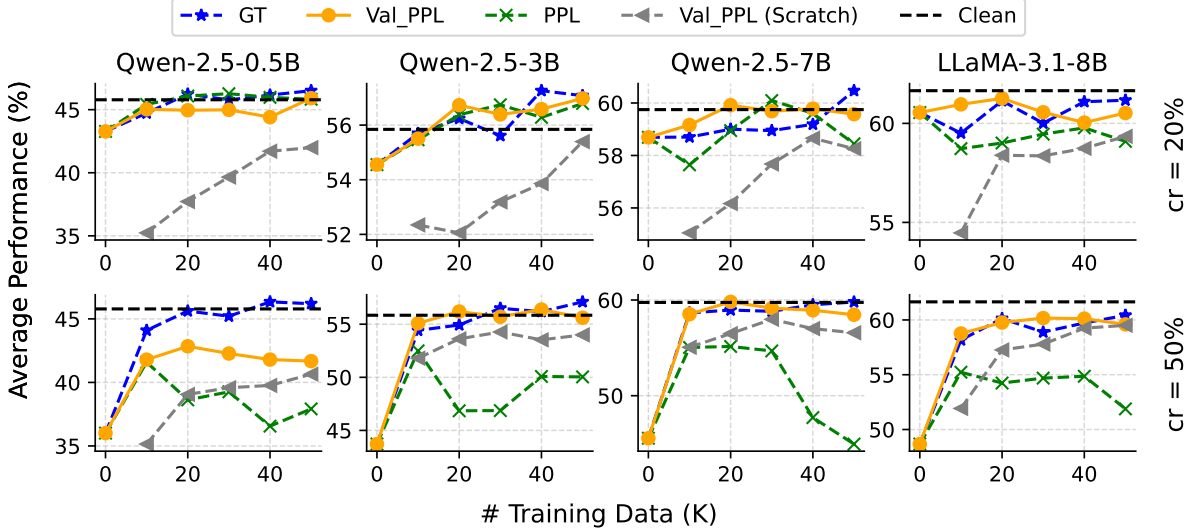 GT Val_PPL PPL Val_PPL (Scratch) Clean
Qwen-2.5-0.5B Qwen-2.5-3B Qwen-2.5-7B LLaMA-3.1-8B
Average Performance (%)
45
40
35
0 20 40
56
54
52
0 20 40
60
58
56
0 20 40
60
55
0 20 40
cr = 20%
45
40
35
0 20 40
55
50
45
0 20 40
60
50
0 20 40
60
55
50
0 20 40
cr = 50%
# Training Data (K)